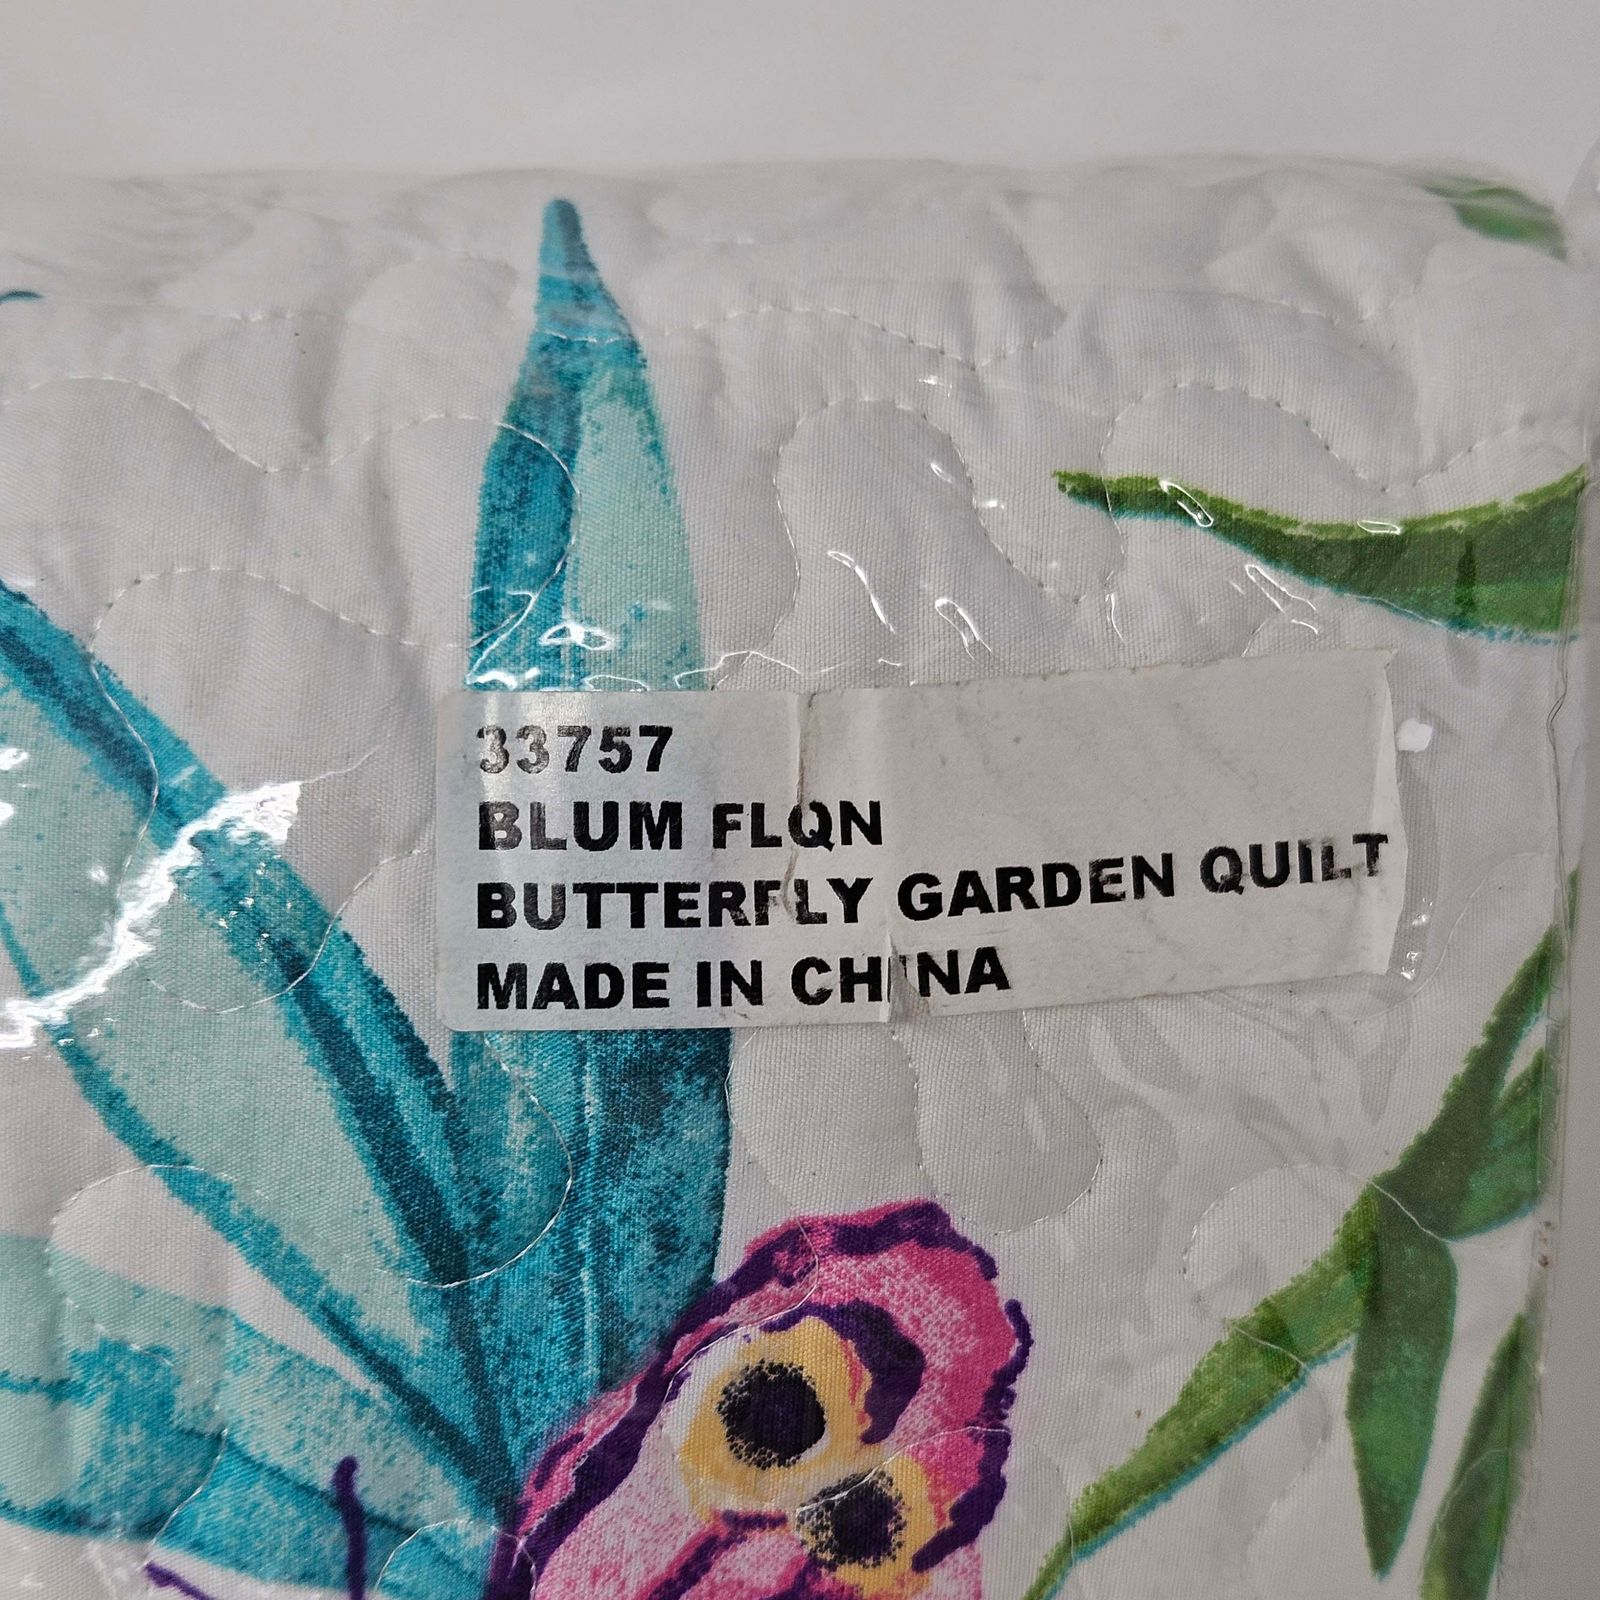 33757
BLUM FLQN
BUTTERFLY GARDEN QUILT
MADE IN CHINA